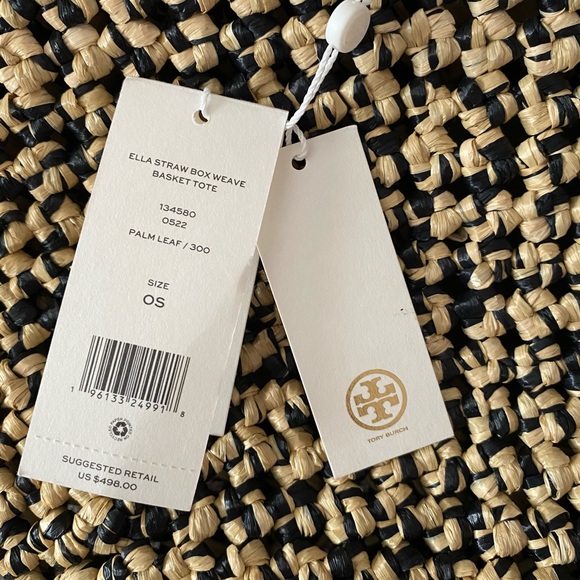 ELLA STRAW BOX WEAVE
BASKET TOTE
134580
0522
PALM LEAF / 300
SIZE
OS
1 96133 24991 8
SUGGESTED RETAIL
US $498.00
TORY BURCH